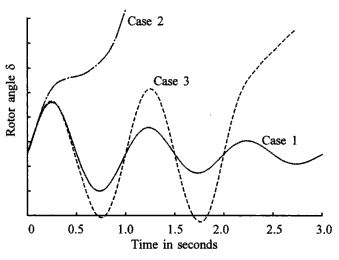 Case 2
Case 3
Case 1
Rotor angle δ
0 0.5 1.0 1.5 2.0 2.5 3.0
Time in seconds